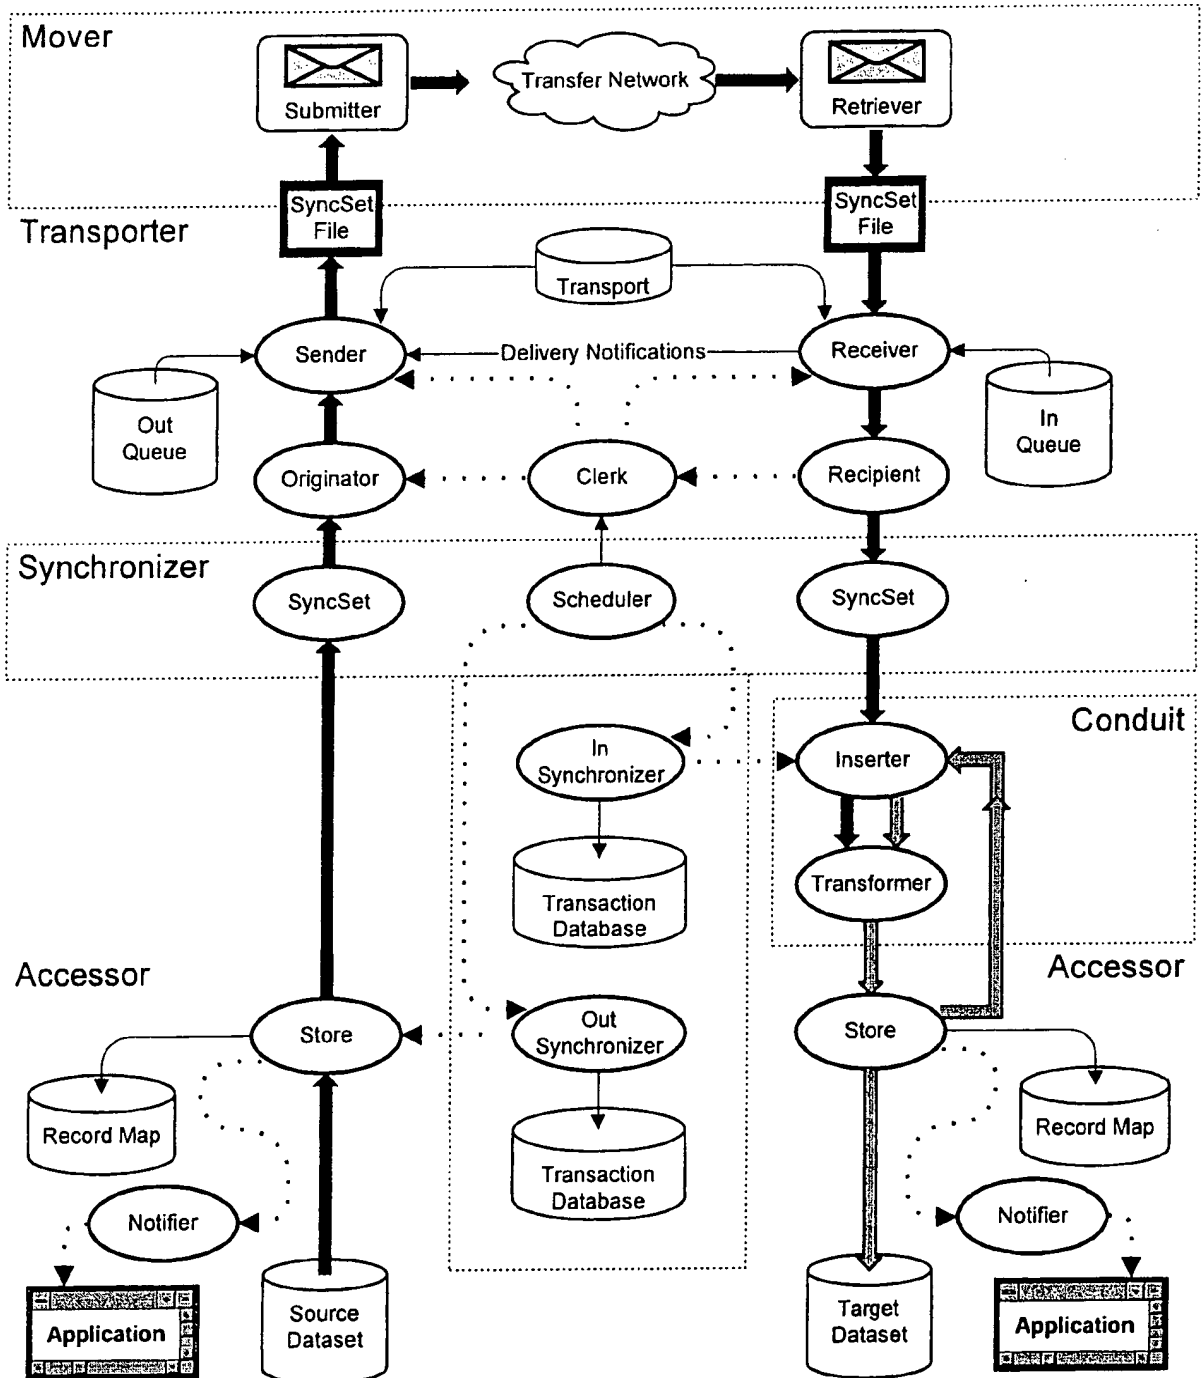 Mover
Submitter
Transfer Network
Retriever
SyncSet
File
SyncSet
File
Transporter
Transport
Sender
Delivery Notifications
Receiver
Out
Queue
In
Queue
Originator
Clerk
Recipient
Synchronizer
SyncSet
Scheduler
SyncSet
Conduit
In
Synchronizer
Inserter
Transformer
Transaction
Database
Accessor
Accessor
Store
Out
Synchronizer
Store
Record Map
Record Map
Transaction
Database
Notifier
Notifier
Application
Source
Dataset
Target
Dataset
Application